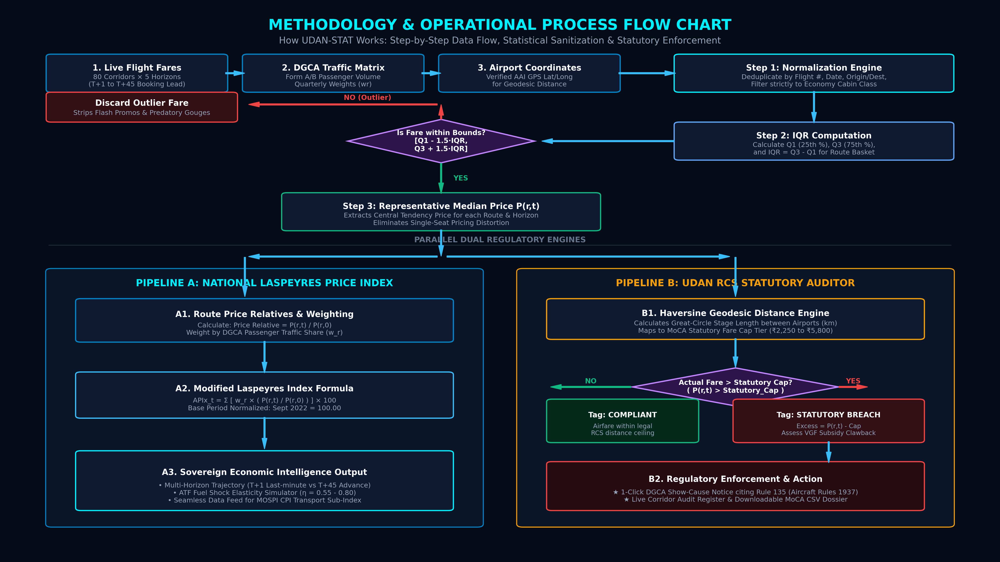 METHODOLOGY & OPERATIONAL PROCESS FLOW CHART
How UDAN-STAT Works: Step-by-Step Data Flow, Statistical Sanitization & Statutory Enforcement
1. Live Flight Fares
80 Corridors × 5 Horizons
(T+1 to T+45 Booking Lead)
2. DGCA Traffic Matrix
Form A/B Passenger Volume
Quarterly Weights (wr)
3. Airport Coordinates
Verified AAI GPS Lat/Long
for Geodesic Distance
Step 1: Normalization Engine
Deduplicate by Flight #, Date, Origin/Dest,
Filter strictly to Economy Cabin Class
Discard Outlier Fare
Strips Flash Promos & Predatory Gouges
NO (Outlier)
Is Fare within Bounds?
[Q1 - 1.5·IQR,
Q3 + 1.5·IQR]
Step 2: IQR Computation
Calculate Q1 (25th %), Q3 (75th %),
and IQR = Q3 - Q1 for Route Basket
YES
Step 3: Representative Median Price P(r,t)
Extracts Central Tendency Price for each Route & Horizon
Eliminates Single-Seat Pricing Distortion
PARALLEL DUAL REGULATORY ENGINES
PIPELINE A: NATIONAL LASPEYRES PRICE INDEX
A1. Route Price Relatives & Weighting
Calculate: Price Relative = P(r,t) / P(r,0)
Weight by DGCA Passenger Traffic Share (w_r)
A2. Modified Laspeyres Index Formula
APIx_t = Σ [ w_r × ( P(r,t) / P(r,0) ) ] × 100
Base Period Normalized: Sept 2022 = 100.00
A3. Sovereign Economic Intelligence Output
• Multi-Horizon Trajectory (T+1 Last-minute vs T+45 Advance)
• ATF Fuel Shock Elasticity Simulator (η = 0.55 - 0.80)
• Seamless Data Feed for MOSPI CPI Transport Sub-Index
PIPELINE B: UDAN RCS STATUTORY AUDITOR
B1. Haversine Geodesic Distance Engine
Calculates Great-Circle Stage Length between Airports (km)
Maps to MoCA Statutory Fare Cap Tier (₹2,250 to ₹5,800)
NO
Actual Fare > Statutory Cap?
( P(r,t) > Statutory_Cap )
YES
Tag: COMPLIANT
Airfare within legal
RCS distance ceiling
Tag: STATUTORY BREACH
Excess = P(r,t) - Cap
Assess VGF Subsidy Clawback
B2. Regulatory Enforcement & Action
★ 1-Click DGCA Show-Cause Notice citing Rule 135 (Aircraft Rules 1937)
★ Live Corridor Audit Register & Downloadable MoCA CSV Dossier